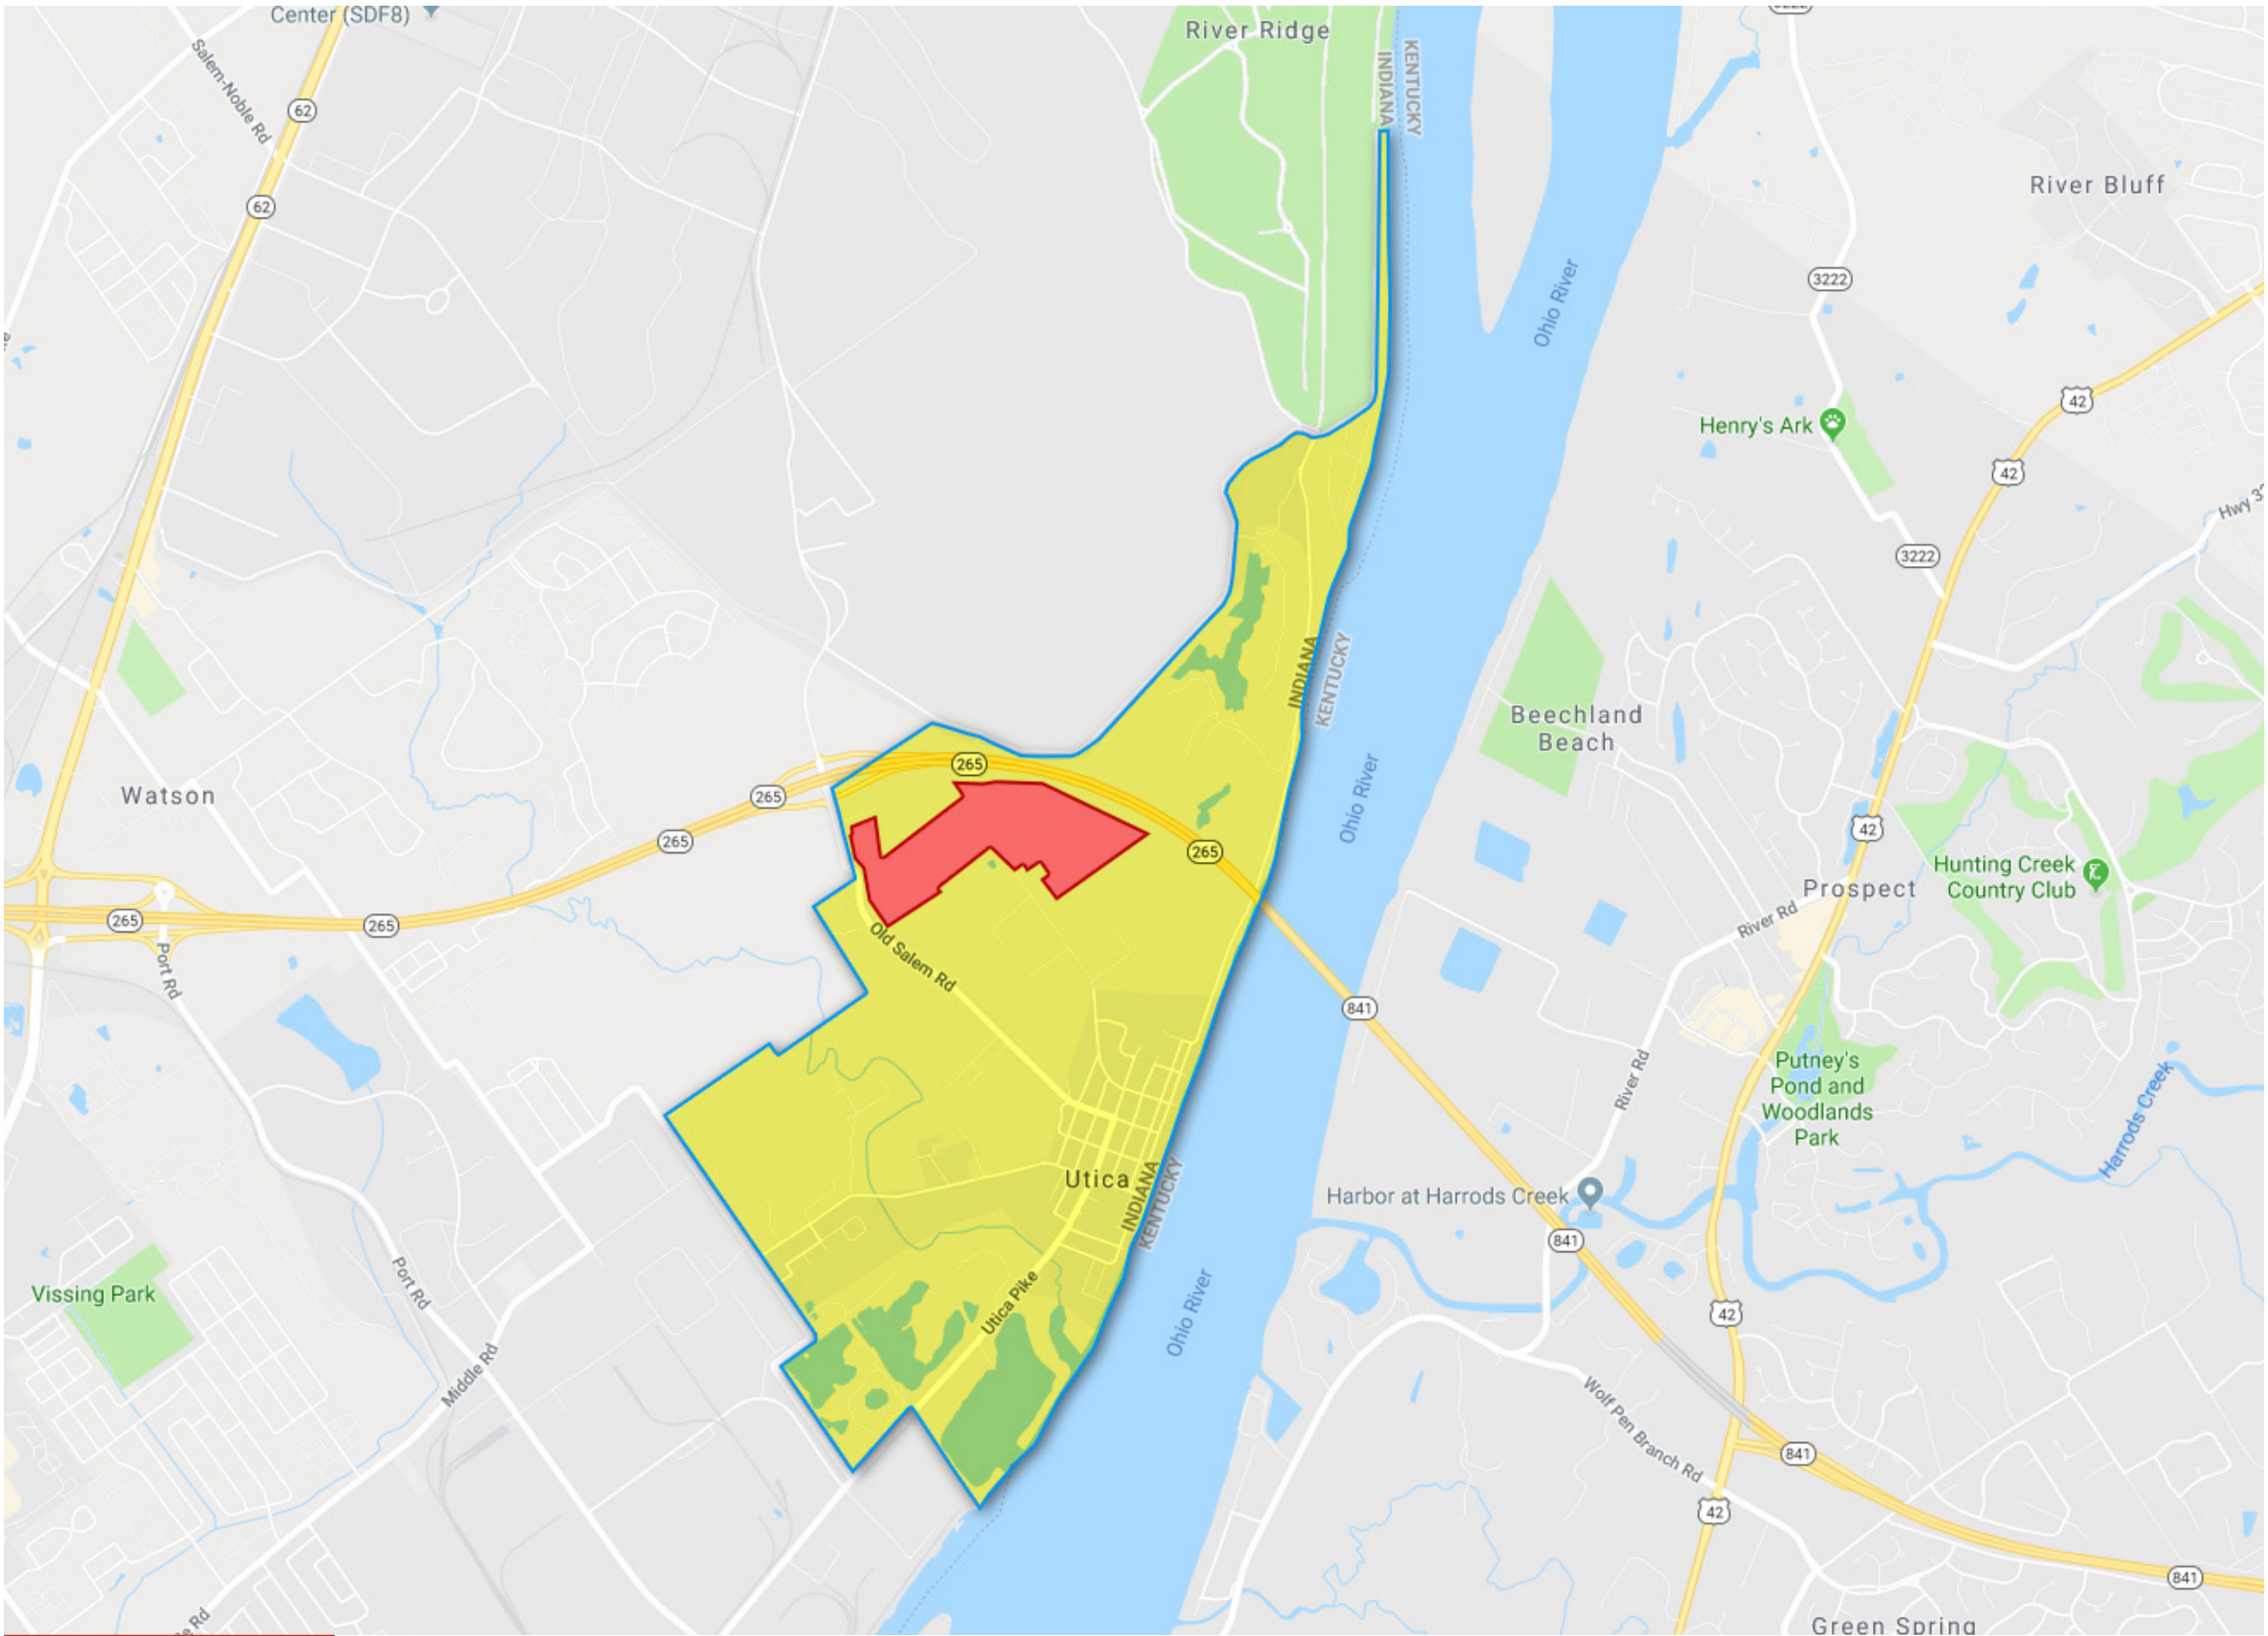 Center (SDF8)
River Ridge
KENTUCKY
INDIANA
Salem-Noble Rd
62
62
River Bluff
3222
Ohio River
42
Henry's Ark
42
3222
INDIANA
KENTUCKY
Beechland
Beach
265
265
Watson
265
265
Ohio River
42
Hunting Creek
Country Club
Prospect
River Rd
265
265
Port Rd
Old Salem Rd
841
Putney's
Pond and
Woodlands
Park
River Rd
Harrods Creek
Utica
INDIANA
KENTUCKY
Harbor at Harrods Creek
841
Vissing Park
Port Rd
Utica Pike
Ohio River
42
Middle Rd
Wolf Pen Branch Rd
841
42
841
Green Spring